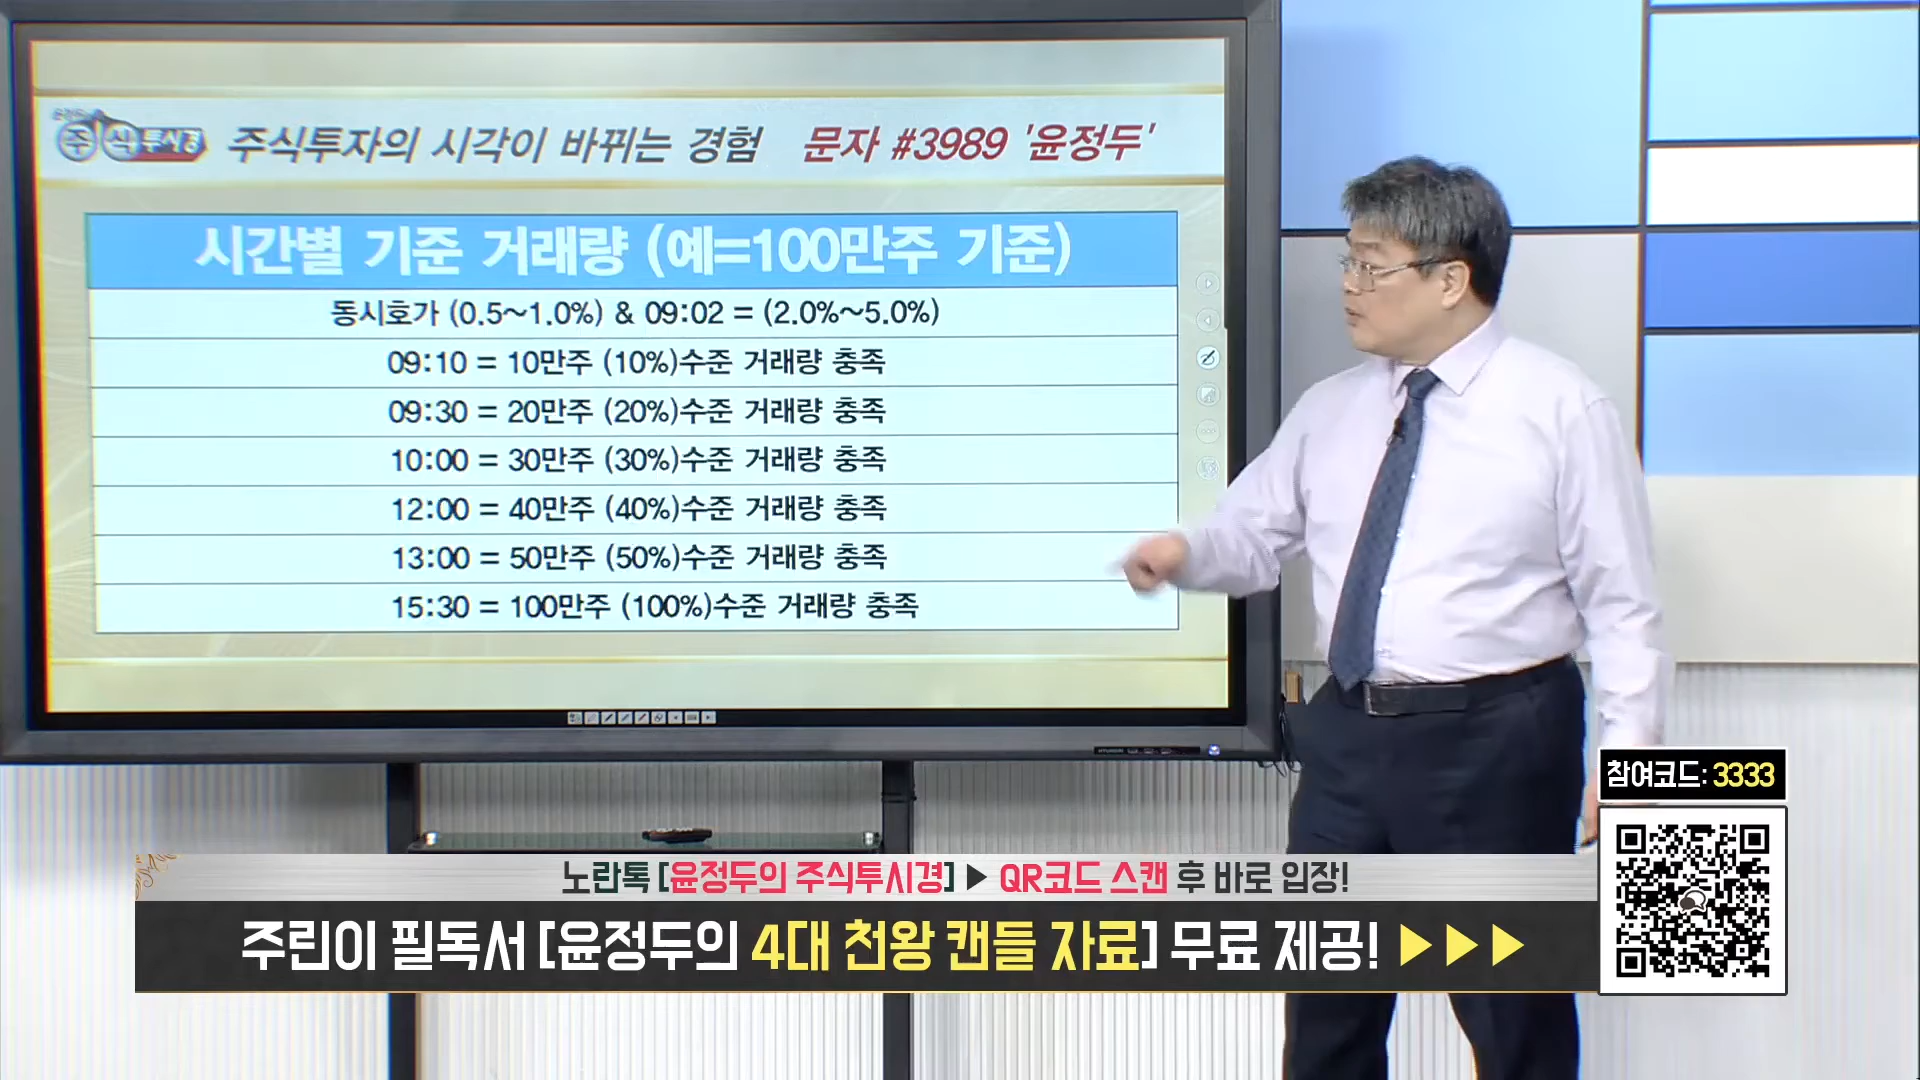 주식투시경
주식투자의 시각이 바뀌는 경험 문자 #3989 '윤정두'
시간별 기준 거래량 (예=100만주 기준)
동시호가 (0.5~1.0%) & 09:02 = (2.0%~5.0%)
09:10 = 10만주 (10%)수준 거래량 충족
09:30 = 20만주 (20%)수준 거래량 충족
10:00 = 30만주 (30%)수준 거래량 충족
12:00 = 40만주 (40%)수준 거래량 충족
13:00 = 50만주 (50%)수준 거래량 충족
15:30 = 100만주 (100%)수준 거래량 충족
참여코드: 3333
노란톡 [윤정두의 주식투시경] ▶ QR코드 스캔 후 바로 입장!
주린이 필독서 [윤정두의 4대 천왕 캔들 자료] 무료 제공! ▶▶▶